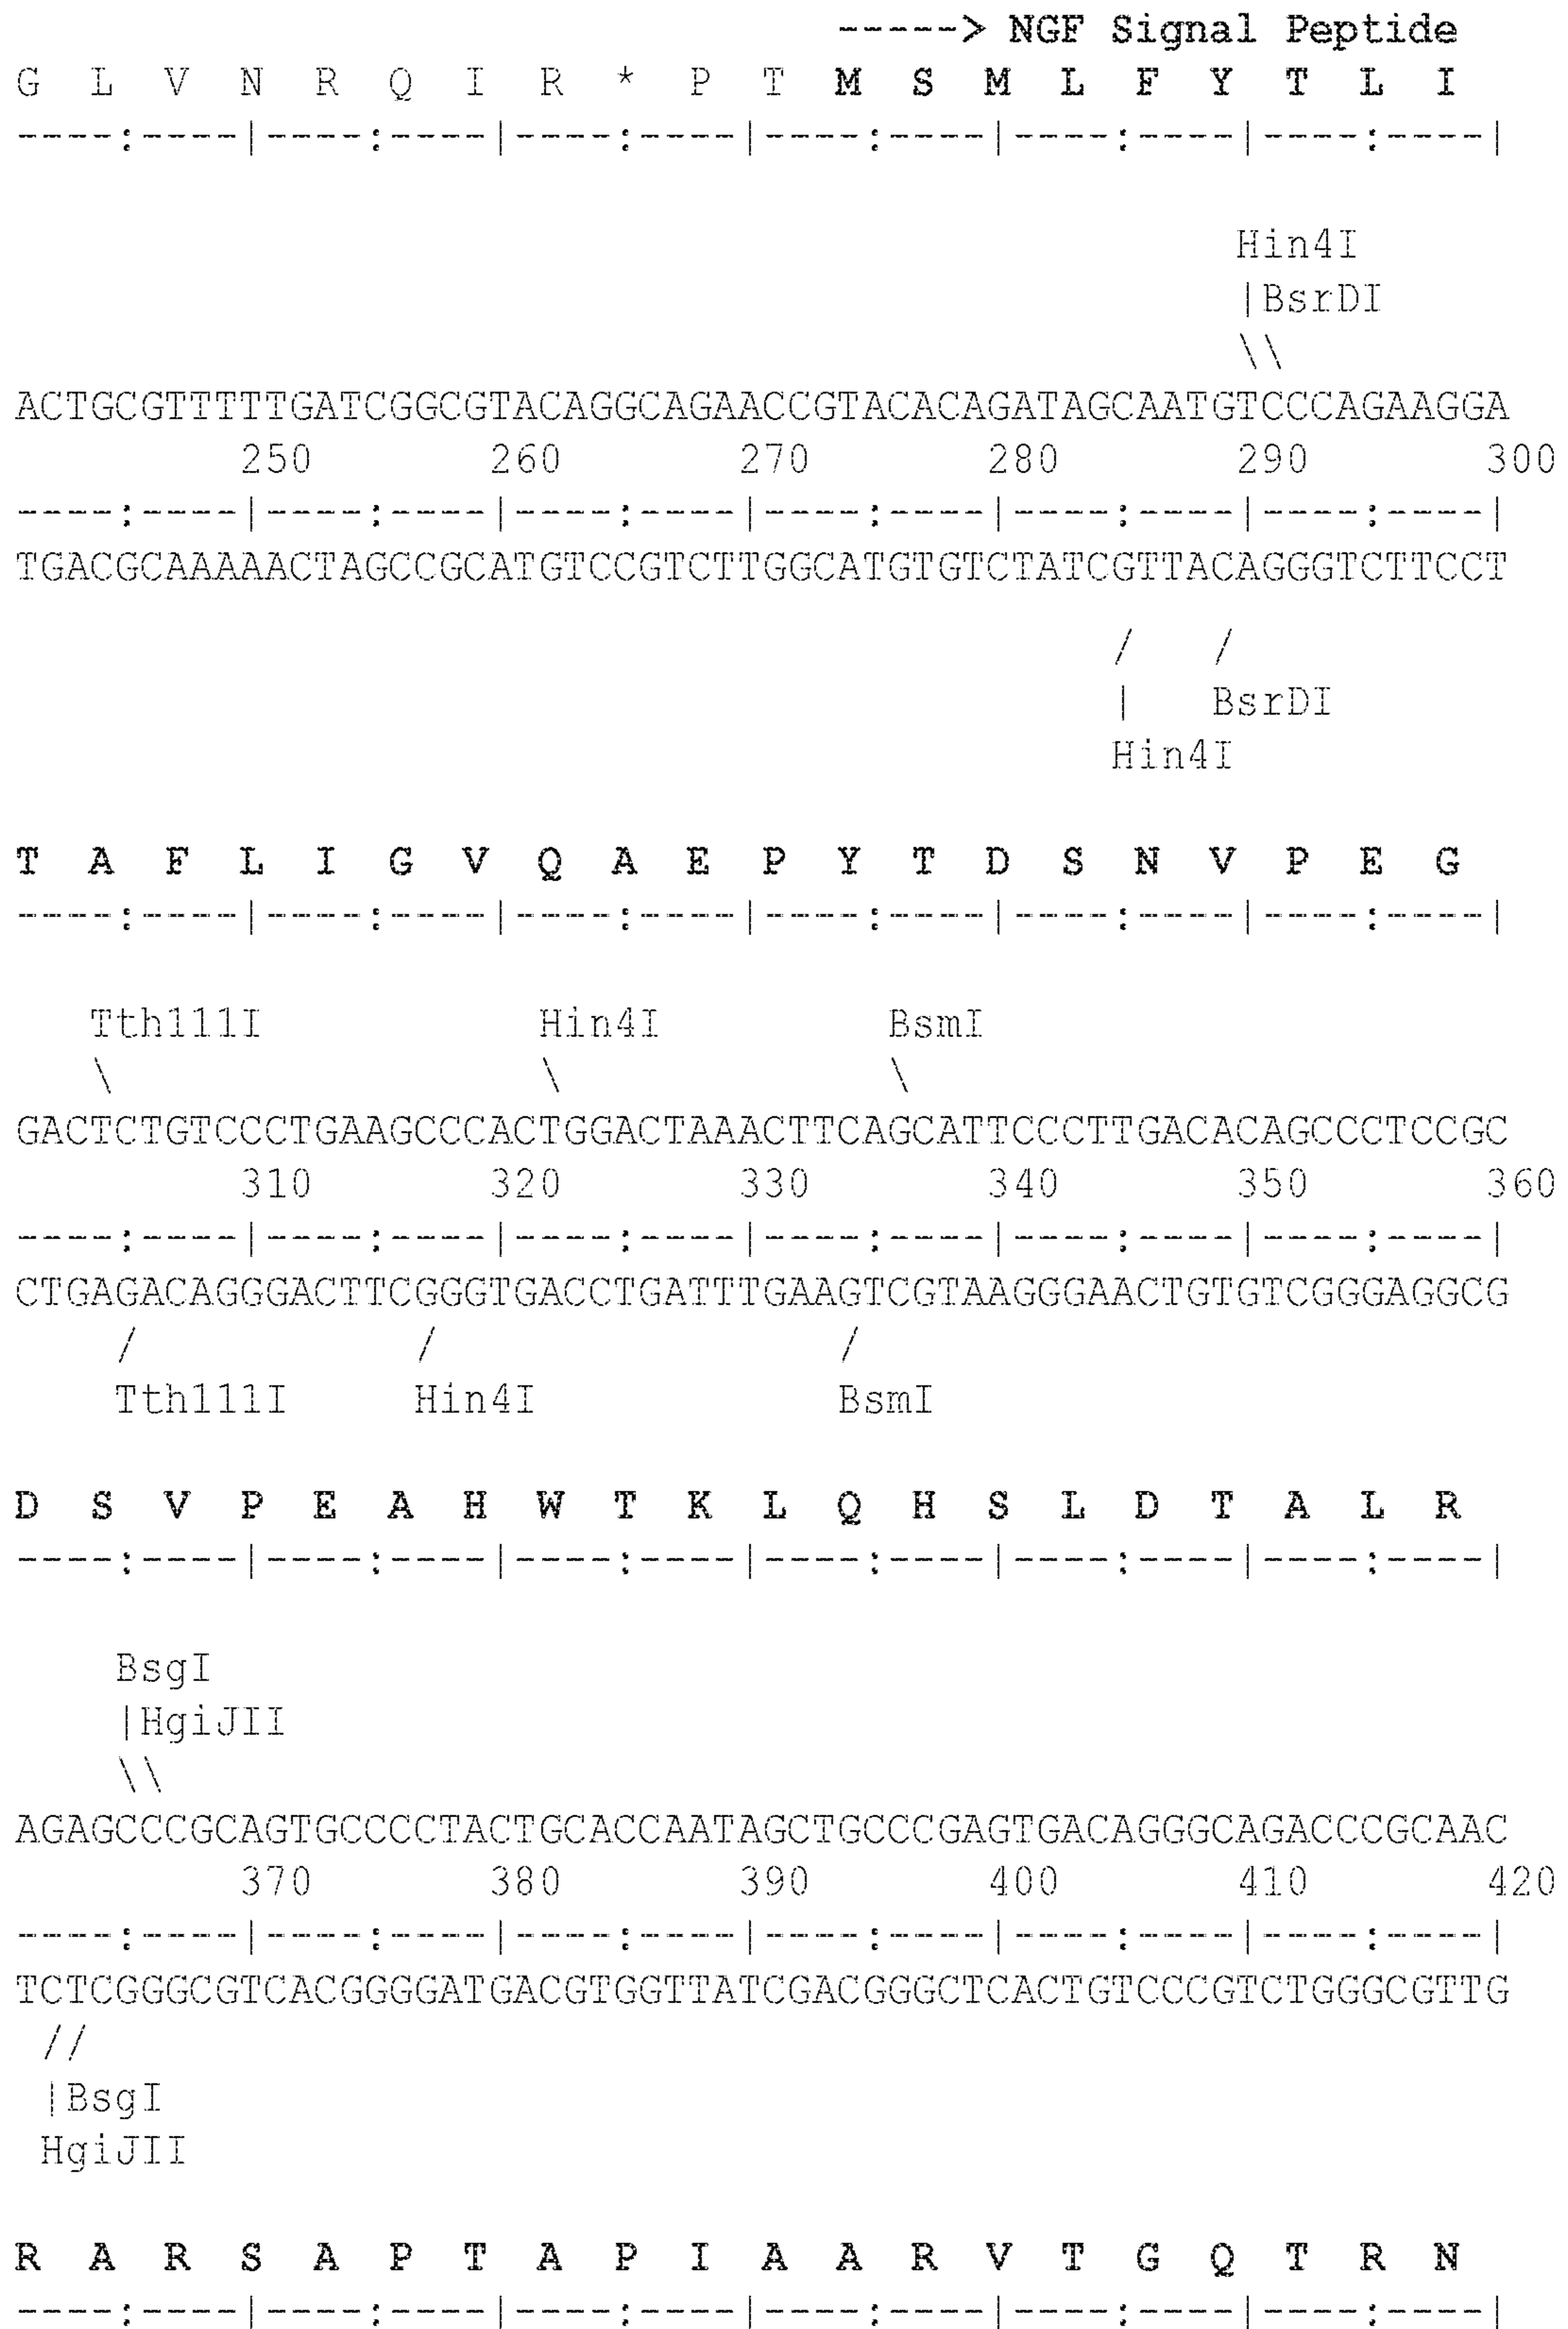 -----> NGF Signal Peptide
G L V N R Q I R * P T M S M L F Y T L I
----:----|----:----|----:----|----:----|----:----|----:----|
Hin4I
|BsrDI
\\
ACTGCGTTTTTGATCGGCGTACAGGCAGAACCGTACACAGATAGCAATGTCCCAGAAGGA
250 260 270 280 290 300
----:----|----:----|----:----|----:----|----:----|----:----|
TGACGCAAAAACTAGCCGCATGTCCGTCTTGGCATGTGTCTATCGTTACAGGGTCTTCCT
/ /
| BsrDI
Hin4I
T A F L I G V Q A E P Y T D S N V P E G
----:----|----:----|----:----|----:----|----:----|----:----|
Tth111I Hin4I BsmI
\ \ \
GACTCTGTCCCTGAAGCCCACTGGACTAAACTTCAGCATTCCCTTGACACAGCCCTCCGC
310 320 330 340 350 360
----:----|----:----|----:----|----:----|----:----|----:----|
CTGAGACAGGGACTTCGGGTGACCTGATTTGAAGTCGTAAGGGAACTGTGTCGGGAGGCG
/ / /
Tth111I Hin4I BsmI
D S V P E A H W T K L Q H S L D T A L R
----:----|----:----|----:----|----:----|----:----|----:----|
BsgI
|HgiJII
\\
AGAGCCCGCAGTGCCCCTACTGCACCAATAGCTGCCCGAGTGACAGGGCAGACCCGCAAC
370 380 390 400 410 420
----:----|----:----|----:----|----:----|----:----|----:----|
TCTCGGGCGTCACGGGGATGACGTGGTTATCGACGGGCTCACTGTCCCGTCTGGGCGTTG
//
|BsgI
HgiJII
R A R S A P T A P I A A R V T G Q T R N
----:----|----:----|----:----|----:----|----:----|----:----|